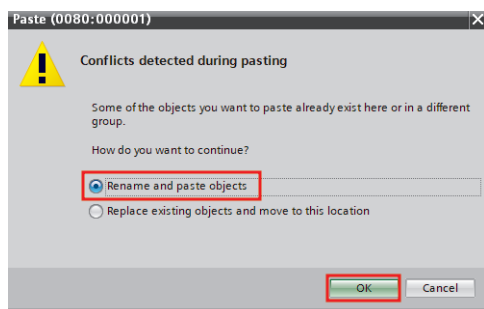 Paste (0080:000001)
Conflicts detected during pasting
Some of the objects you want to paste already exist here or in a different
group.
How do you want to continue?
Rename and paste objects
Replace existing objects and move to this location
OK
Cancel